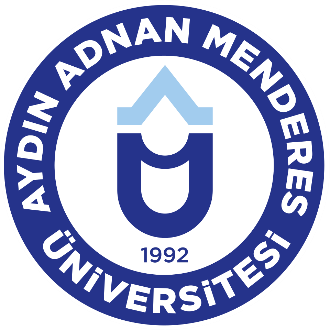 AYDIN ADNAN MENDERES
1992
ÜNİVERSİTESİ